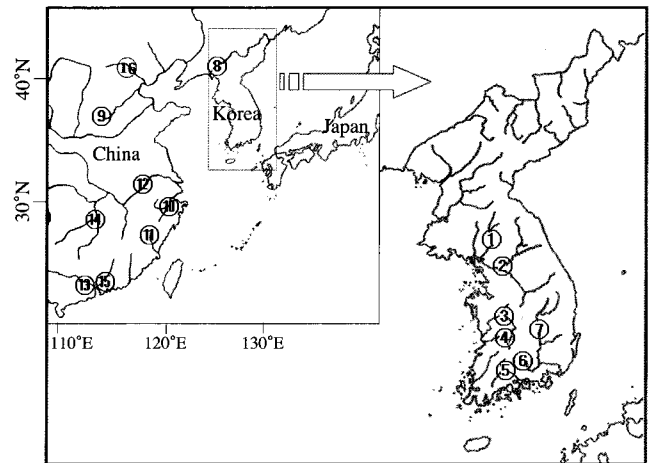 40°N
30°N
110°E
120°E
130°E
China
Korea
Japan
⑯
⑧
⑨
⑫
⑩
⑭
⑪
⑬
⑮
①
②
③
④
⑦
⑥
⑤